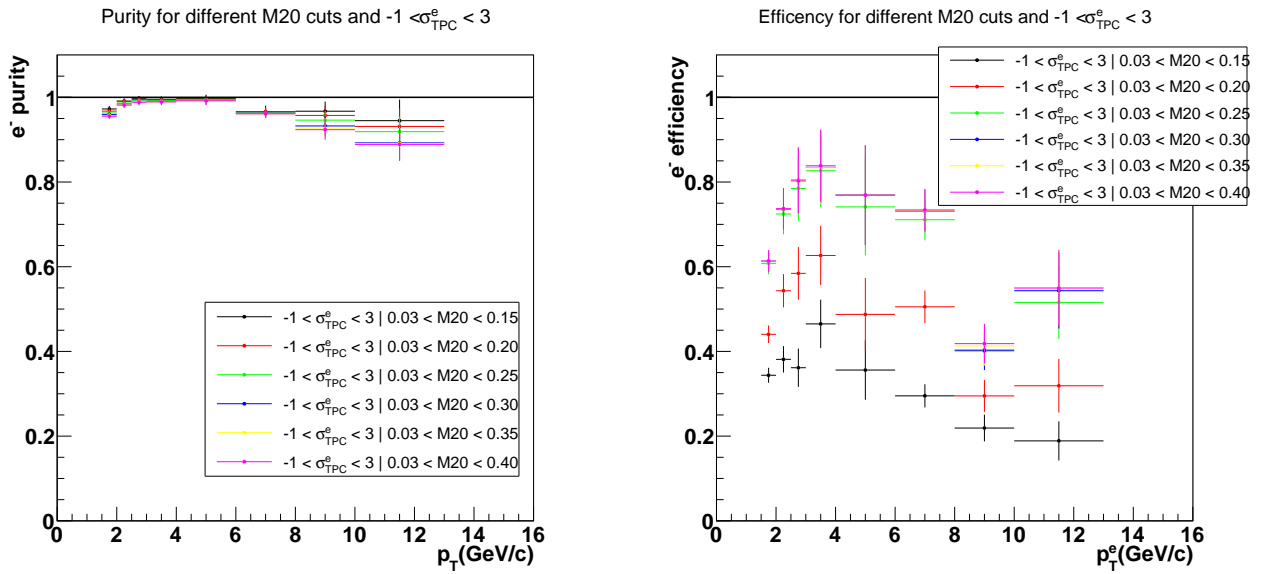 Purity for different M20 cuts and -1 <σ^e_TPC < 3
e⁻ purity
1
0.8
0.6
0.4
0.2
0
-1 < σ^e_TPC < 3 | 0.03 < M20 < 0.15
-1 < σ^e_TPC < 3 | 0.03 < M20 < 0.20
-1 < σ^e_TPC < 3 | 0.03 < M20 < 0.25
-1 < σ^e_TPC < 3 | 0.03 < M20 < 0.30
-1 < σ^e_TPC < 3 | 0.03 < M20 < 0.35
-1 < σ^e_TPC < 3 | 0.03 < M20 < 0.40
0 2 4 6 8 10 12 14 16
p_T(GeV/c)
Efficency for different M20 cuts and -1 <σ^e_TPC < 3
e⁻ efficiency
1
0.8
0.6
0.4
0.2
0
-1 < σ^e_TPC < 3 | 0.03 < M20 < 0.15
-1 < σ^e_TPC < 3 | 0.03 < M20 < 0.20
-1 < σ^e_TPC < 3 | 0.03 < M20 < 0.25
-1 < σ^e_TPC < 3 | 0.03 < M20 < 0.30
-1 < σ^e_TPC < 3 | 0.03 < M20 < 0.35
-1 < σ^e_TPC < 3 | 0.03 < M20 < 0.40
0 2 4 6 8 10 12 14 16
p^e_T(GeV/c)